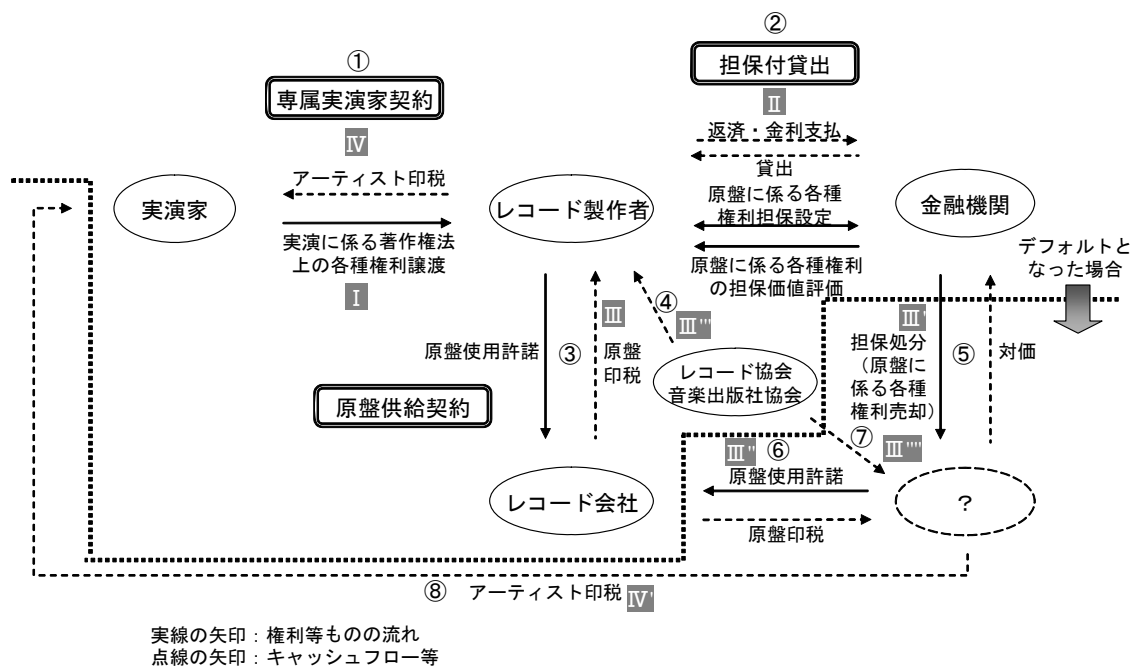 ①
専属実演家契約
Ⅳ
アーティスト印税
実演家
実演に係る著作権法
上の各種権利譲渡
Ⅰ
②
担保付貸出
Ⅱ
返済・金利支払
貸出
レコード製作者
原盤に係る各種
権利担保設定
金融機関
原盤に係る各種権利
の担保価値評価
デフォルトと
なった場合
原盤使用許諾
③
Ⅲ
原盤
印税
④
Ⅲ'''
レコード協会
音楽出版社協会
Ⅲ'
担保処分
（原盤に
係る各種
権利売却）
⑤
対価
原盤供給契約
⑦
Ⅲ''''
Ⅲ''
⑥
原盤使用許諾
レコード会社
原盤印税
？
⑧
アーティスト印税
Ⅳ'
実線の矢印：権利等ものの流れ
点線の矢印：キャッシュフロー等